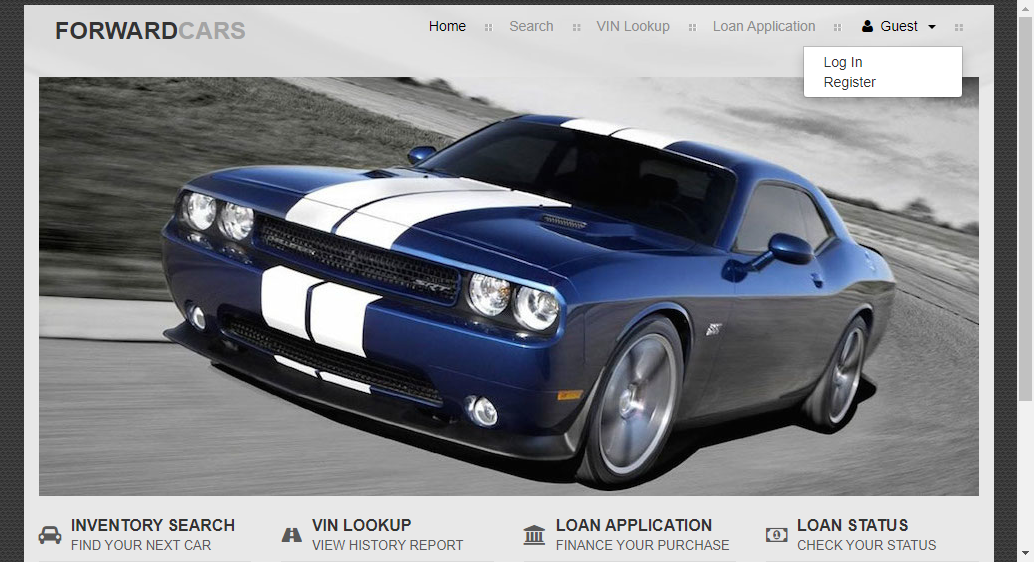 FORWARDCARS
Home
Search
VIN Lookup
Loan Application
Guest
Log In
Register
SRT
INVENTORY SEARCH
FIND YOUR NEXT CAR
VIN LOOKUP
VIEW HISTORY REPORT
LOAN APPLICATION
FINANCE YOUR PURCHASE
LOAN STATUS
CHECK YOUR STATUS